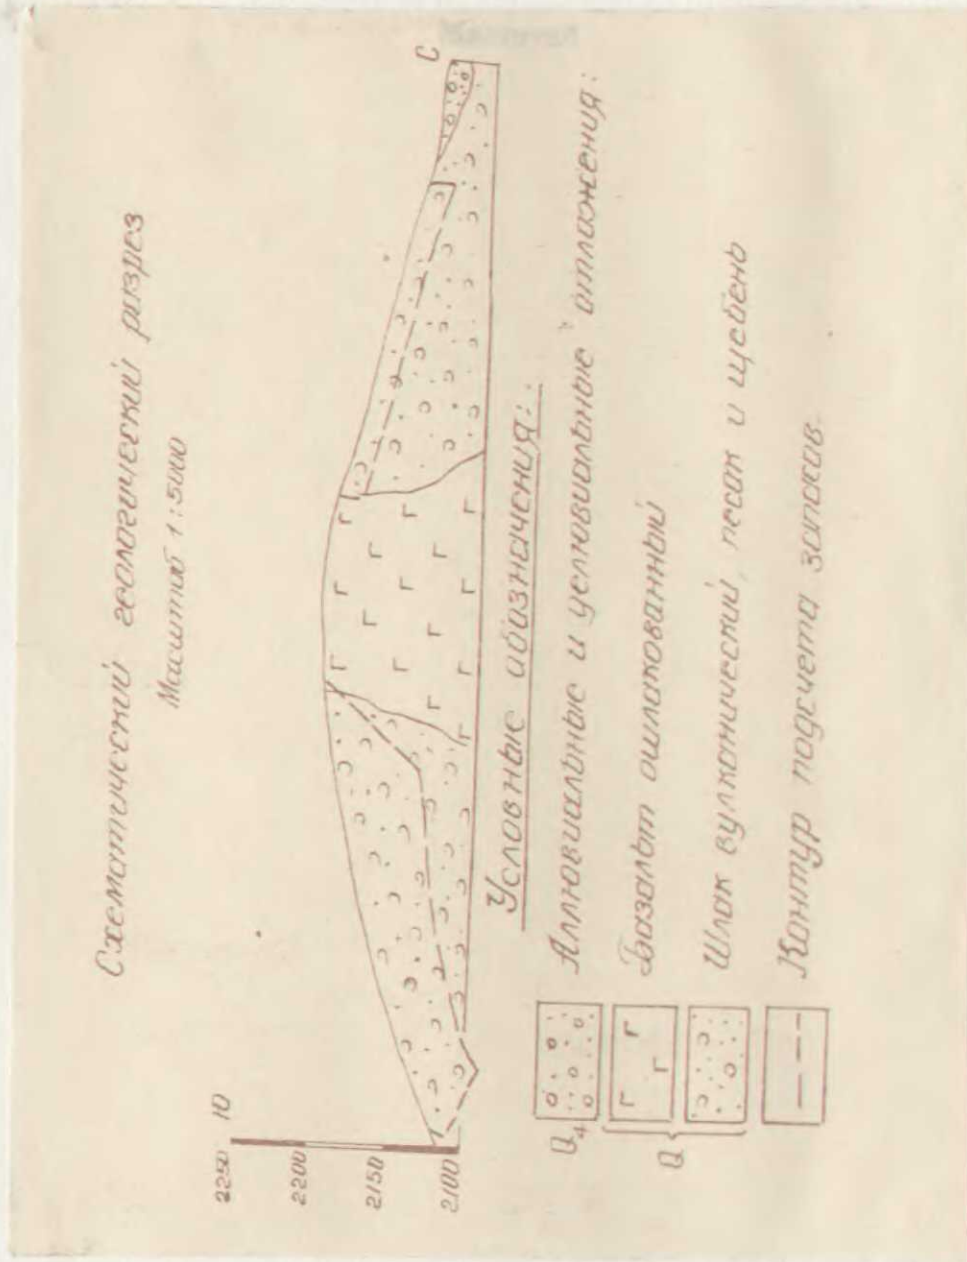 Схематический геологический разрез
Масштаб 1:5000
2250 Ю
2200
2150
2100
С
Условные обозначения:
Q₄ Аллювиальные и делювиальные отложения:
Q Базальт ошлакованный
Шлак вулканический, песок и щебень
Контур подсчета запасов.